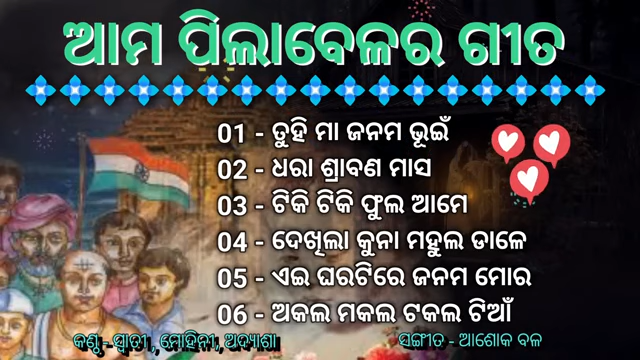 ଆମ ପିଲାବେଳର ଗୀତ
01 - ତୁହି ମା ଜନମ ଭୂଇଁ
02 - ଧରା ଶ୍ରାବଣ ମାସ
03 - ଟିକି ଟିକି ଫୁଲ ଆମେ
04 - ଦେଖିଲା କୁନା ମହୁଲ ଡାଳେ
05 - ଏଇ ଘରଟିରେ ଜନମ ମୋର
06 - ଅକଲ ମକଲ ଟକଲ ଟିଆଁ
କଣ୍ଠ - ସ୍ୱାତୀ , ମୋହିନୀ, ଅଦ୍ୟାଶା
ସଙ୍ଗୀତ - ଆଶୋକ ବଳ